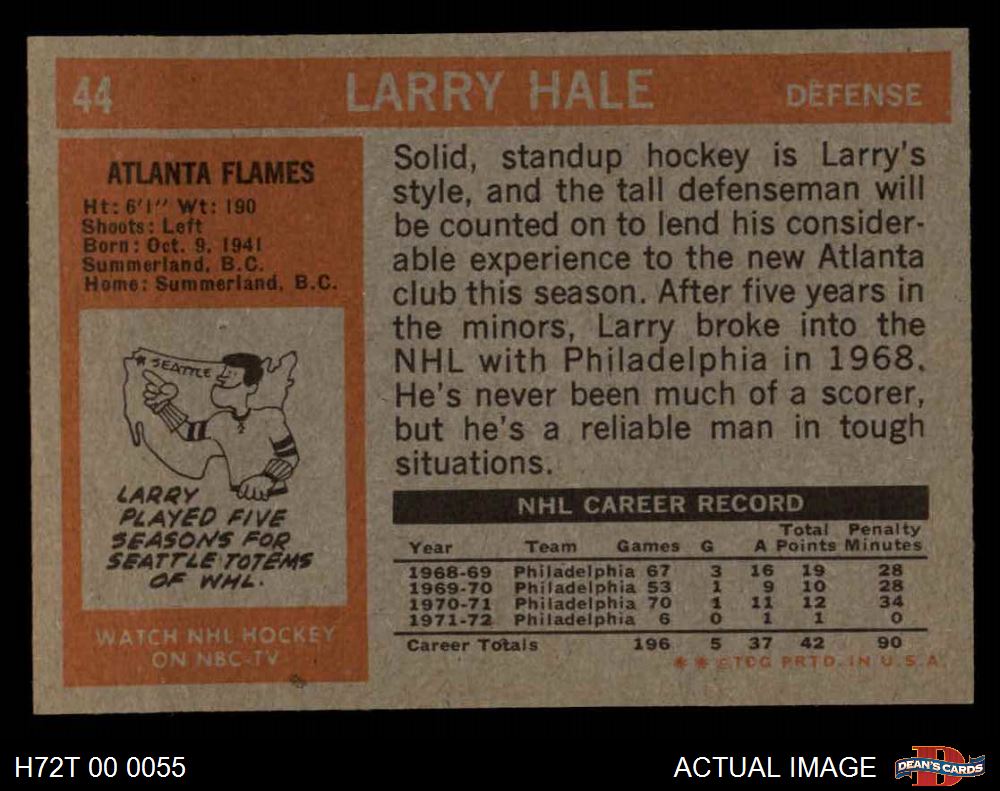 44
LARRY HALE
DEFENSE
ATLANTA FLAMES
Ht: 6'1" Wt: 190
Shoots: Left
Born: Oct. 9, 1941
Summerland, B.C.
Home: Summerland, B.C.
* SEATTLE
LARRY
PLAYED FIVE
SEASONS FOR
SEATTLE TOTEMS
OF WHL.
WATCH NHL HOCKEY
ON NBC-TV
Solid, standup hockey is Larry's
style, and the tall defenseman will
be counted on to lend his consider-
able experience to the new Atlanta
club this season. After five years in
the minors, Larry broke into the
NHL with Philadelphia in 1968.
He's never been much of a scorer,
but he's a reliable man in tough
situations.
NHL CAREER RECORD
Total Penalty
Year Team Games G A Points Minutes
1968-69 Philadelphia 67 3 16 19 28
1969-70 Philadelphia 53 1 9 10 28
1970-71 Philadelphia 70 1 11 12 34
1971-72 Philadelphia 6 0 1 1 0
Career Totals 196 5 37 42 90
* * © TCG PRTD. IN U.S.A.
H72T 00 0055
ACTUAL IMAGE
DEAN'S CARDS